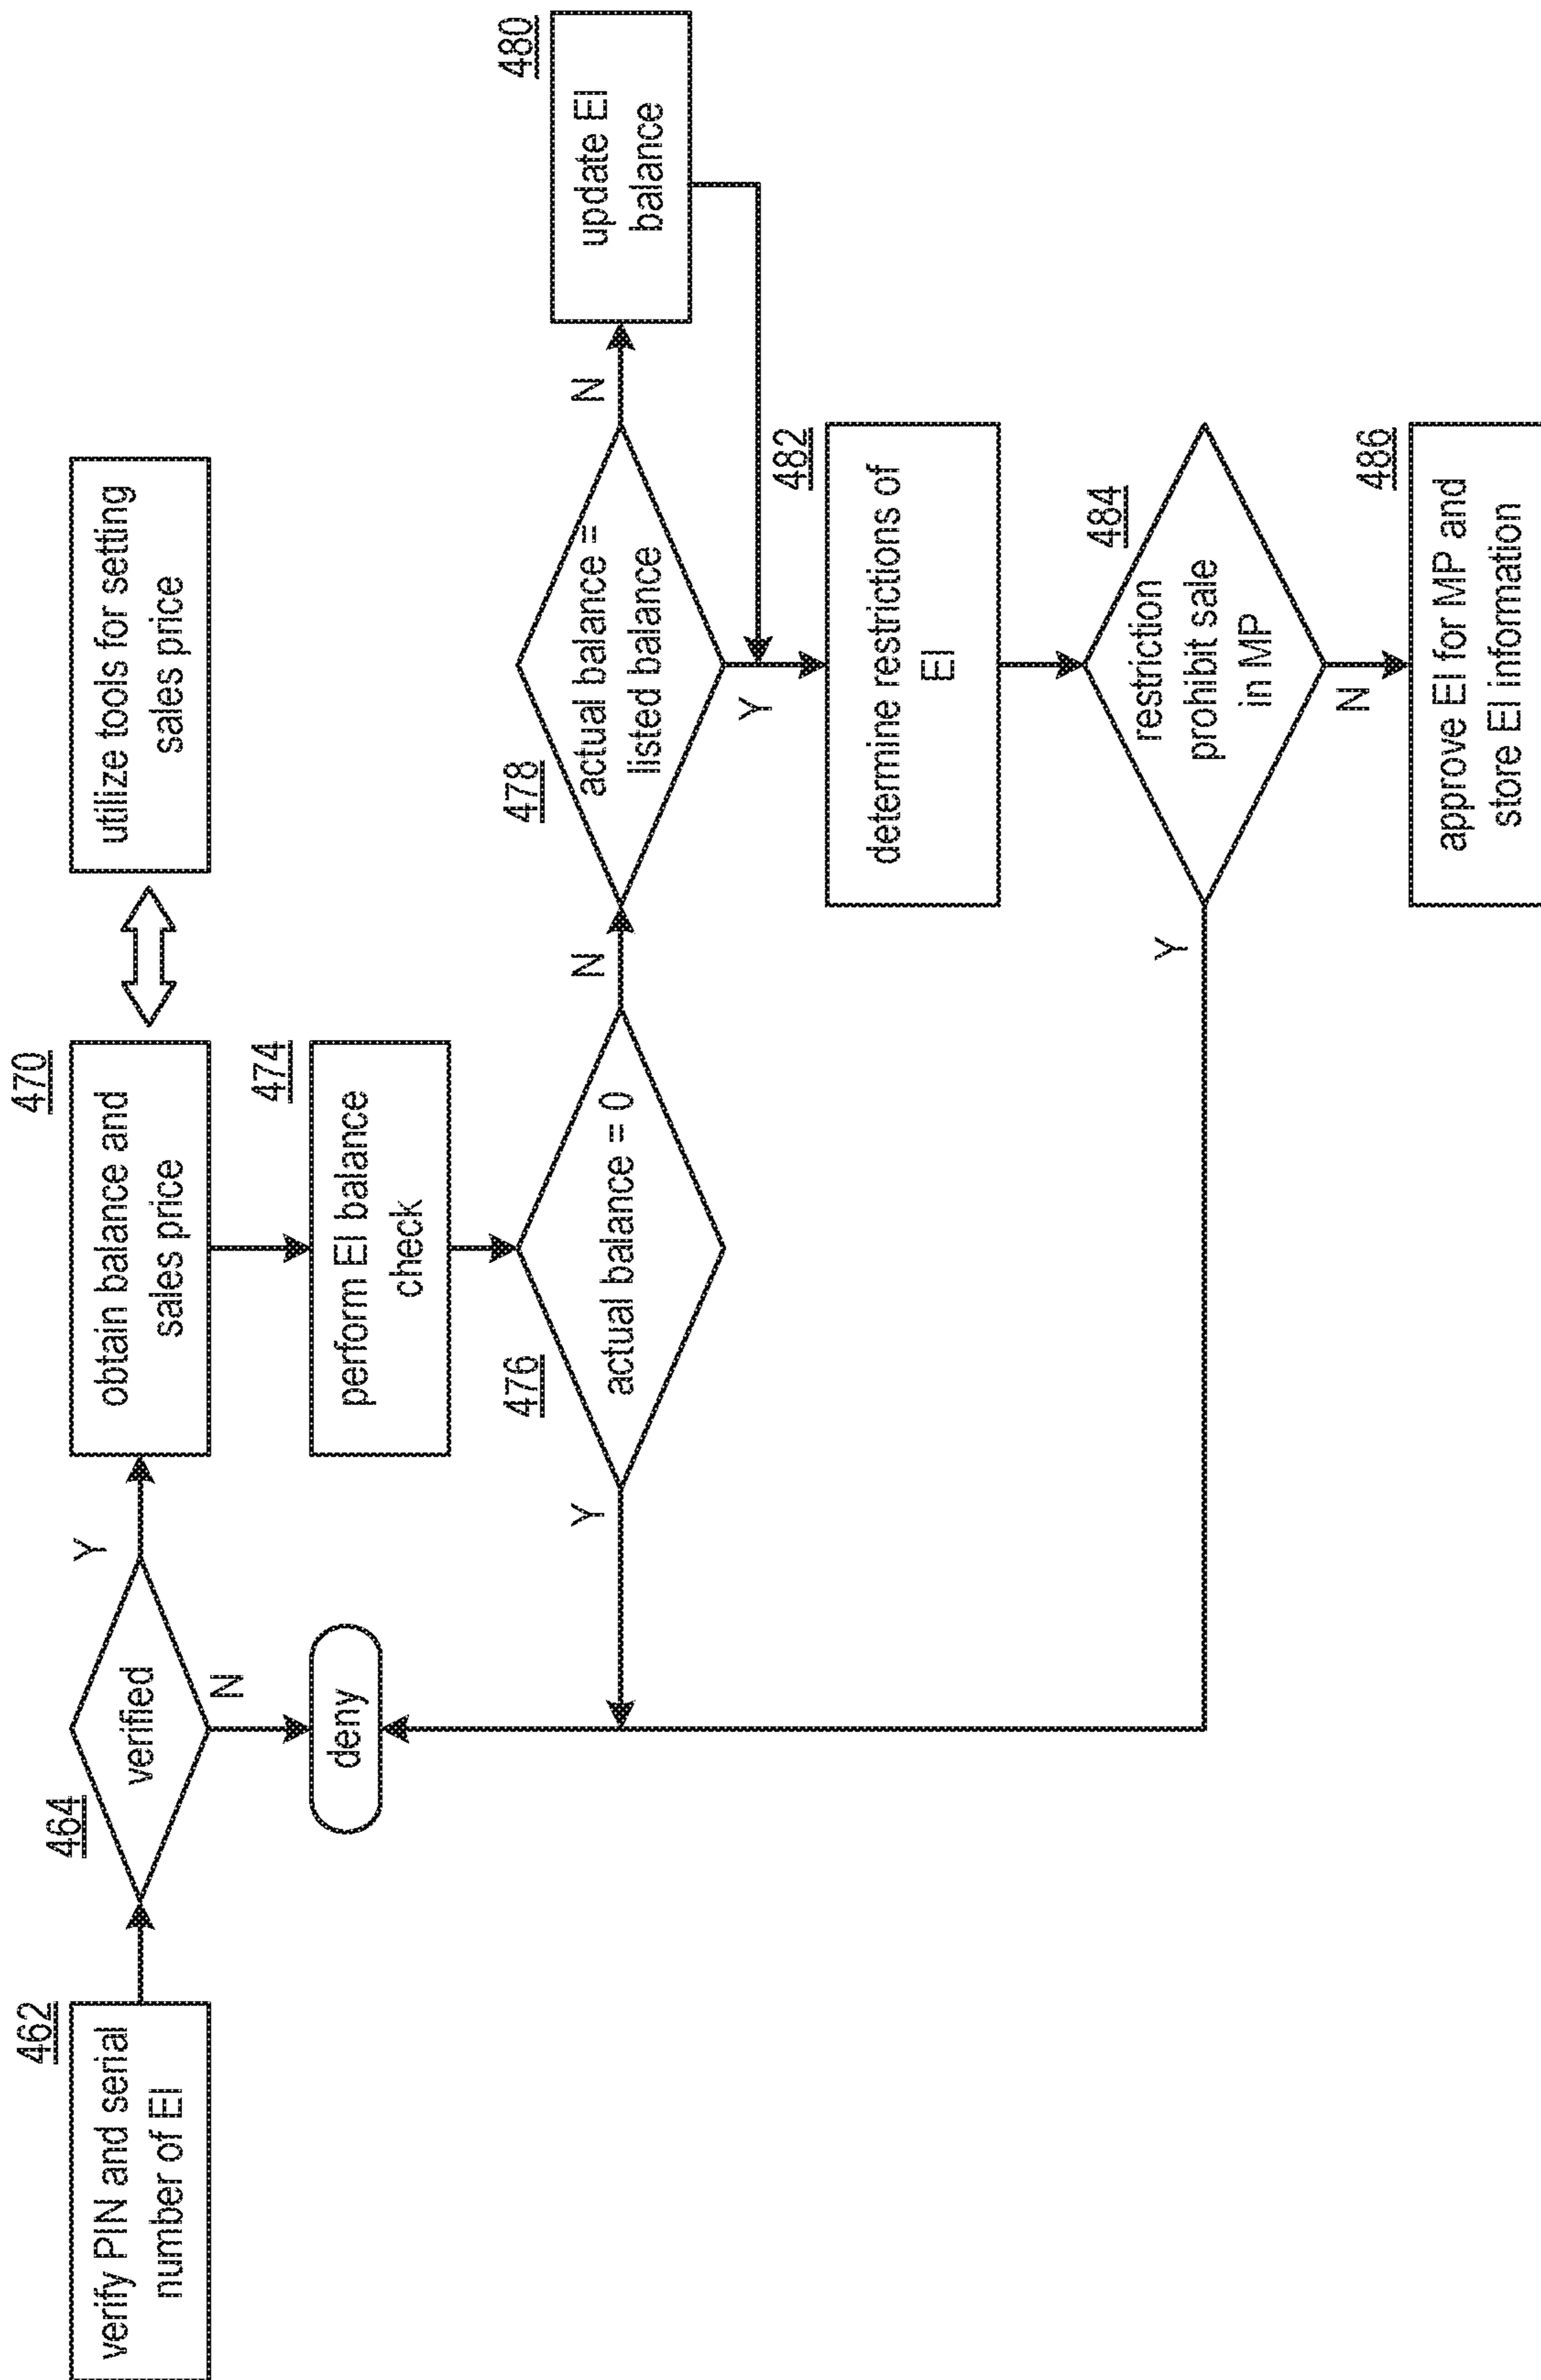 462
verify PIN and serial
number of EI
464
verified
Y
N
deny
470
obtain balance and
sales price
utilize tools for setting
sales price
474
perform EI balance
check
476
actual balance = 0
Y
N
478
actual balance =
listed balance
N
Y
480
update EI
balance
482
determine restrictions of
EI
484
restriction
prohibit sale
in MP
Y
N
486
approve EI for MP and
store EI information